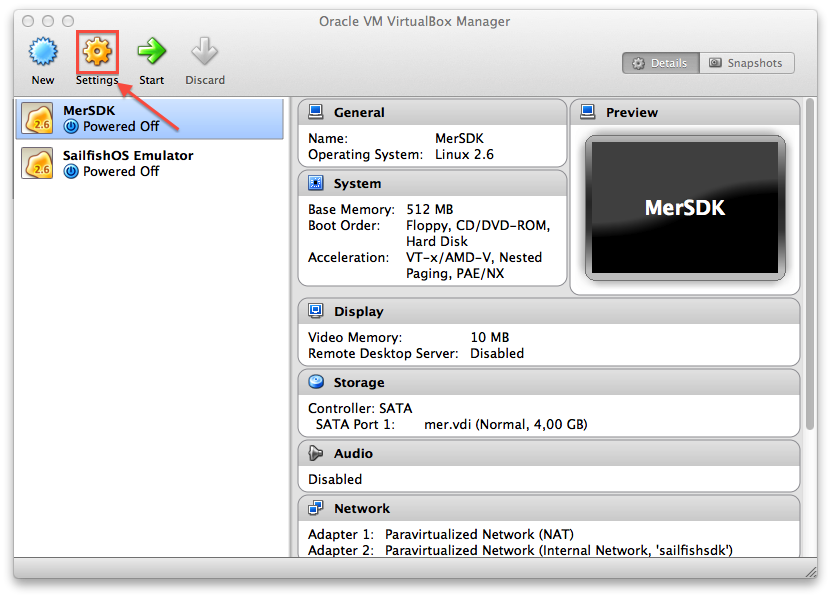 Oracle VM VirtualBox Manager
New
Settings
Start
Discard
Details
Snapshots
2.6
MerSDK
Powered Off
2.6
SailfishOS Emulator
Powered Off
General
Name: MerSDK
Operating System: Linux 2.6
System
Base Memory: 512 MB
Boot Order: Floppy, CD/DVD-ROM,
Hard Disk
Acceleration: VT-x/AMD-V, Nested
Paging, PAE/NX
Preview
MerSDK
Display
Video Memory: 10 MB
Remote Desktop Server: Disabled
Storage
Controller: SATA
SATA Port 1: mer.vdi (Normal, 4,00 GB)
Audio
Disabled
Network
Adapter 1: Paravirtualized Network (NAT)
Adapter 2: Paravirtualized Network (Internal Network, 'sailfishsdk')